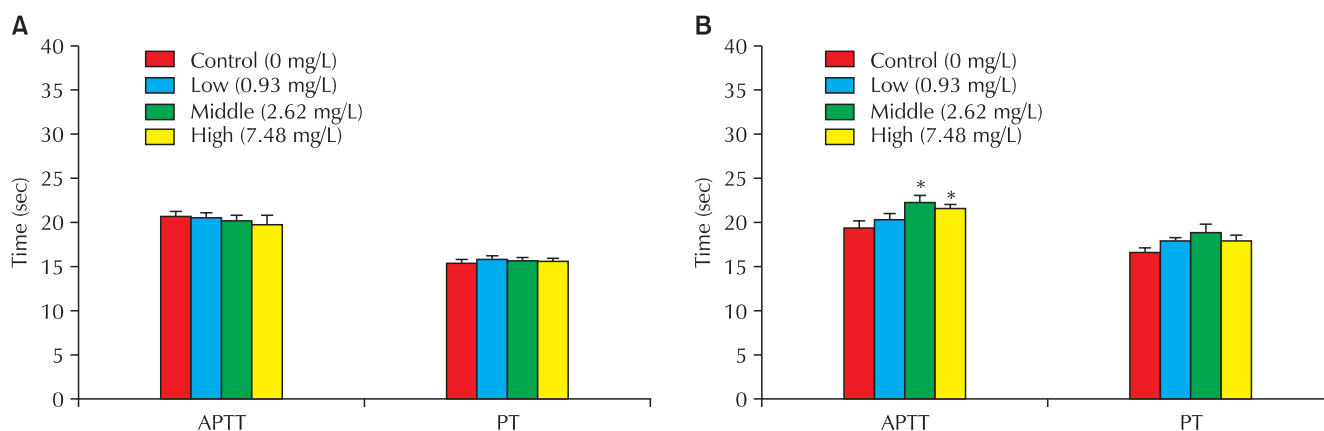 A
40
35
30
25
20
15
10
5
0
Time (sec)
Control (0 mg/L)
Low (0.93 mg/L)
Middle (2.62 mg/L)
High (7.48 mg/L)
APTT
PT
B
40
35
30
25
20
15
10
5
0
Time (sec)
Control (0 mg/L)
Low (0.93 mg/L)
Middle (2.62 mg/L)
High (7.48 mg/L)
*
*
APTT
PT